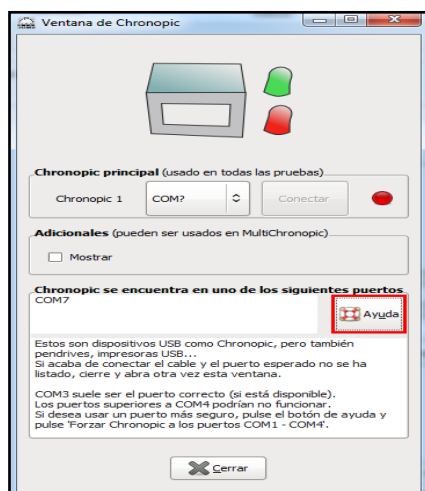 Ventana de Chronopic
Chronopic principal (usado en todas las pruebas)
Chronopic 1 COM? Conectar
Adicionales (pueden ser usados en MultiChronopic)
Mostrar
Chronopic se encuentra en uno de los siguientes puertos
COM7
Ayuda
Estos son dispositivos USB como Chronopic, pero también
pendrives, impresoras USB...
Si acaba de conectar el cable y el puerto esperado no se ha
listado, cierre y abra otra vez esta ventana.
COM3 suele ser el puerto correcto (si está disponible).
Los puertos superiores a COM4 podrían no funcionar.
Si desea usar un puerto más seguro, pulse el botón de ayuda y
pulse 'Forzar Chronopic a los puertos COM1 - COM4'.
Cerrar